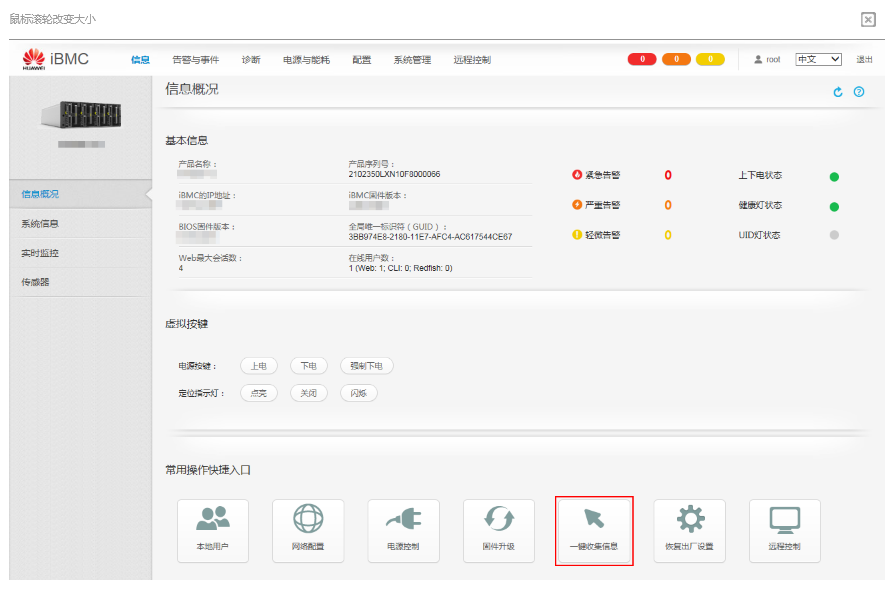 鼠标滚轮改变大小
HUAWEI iBMC 信息 告警与事件 诊断 电源与能耗 配置 系统管理 远程控制 0 0 0 root 中文 退出
信息概况
信息概况
系统信息
实时监控
传感器
基本信息
产品名称：
产品序列号：
2102350LXN10F8000066
iBMC的IP地址：
iBMC固件版本：
BIOS固件版本：
全局唯一标识符（GUID）：
3BB974E8-2180-11E7-AFC4-AC617544CE67
Web最大会话数：
4
在线用户数：
1 (Web: 1; CLI: 0; Redfish: 0)
紧急告警 0 上下电状态
严重告警 0 健康灯状态
轻微告警 0 UID灯状态
虚拟按键
电源按键： 上电 下电 强制下电
定位指示灯： 点亮 关闭 闪烁
常用操作快捷入口
本地用户 网络配置 电源控制 固件升级 一键收集信息 恢复出厂设置 远程控制